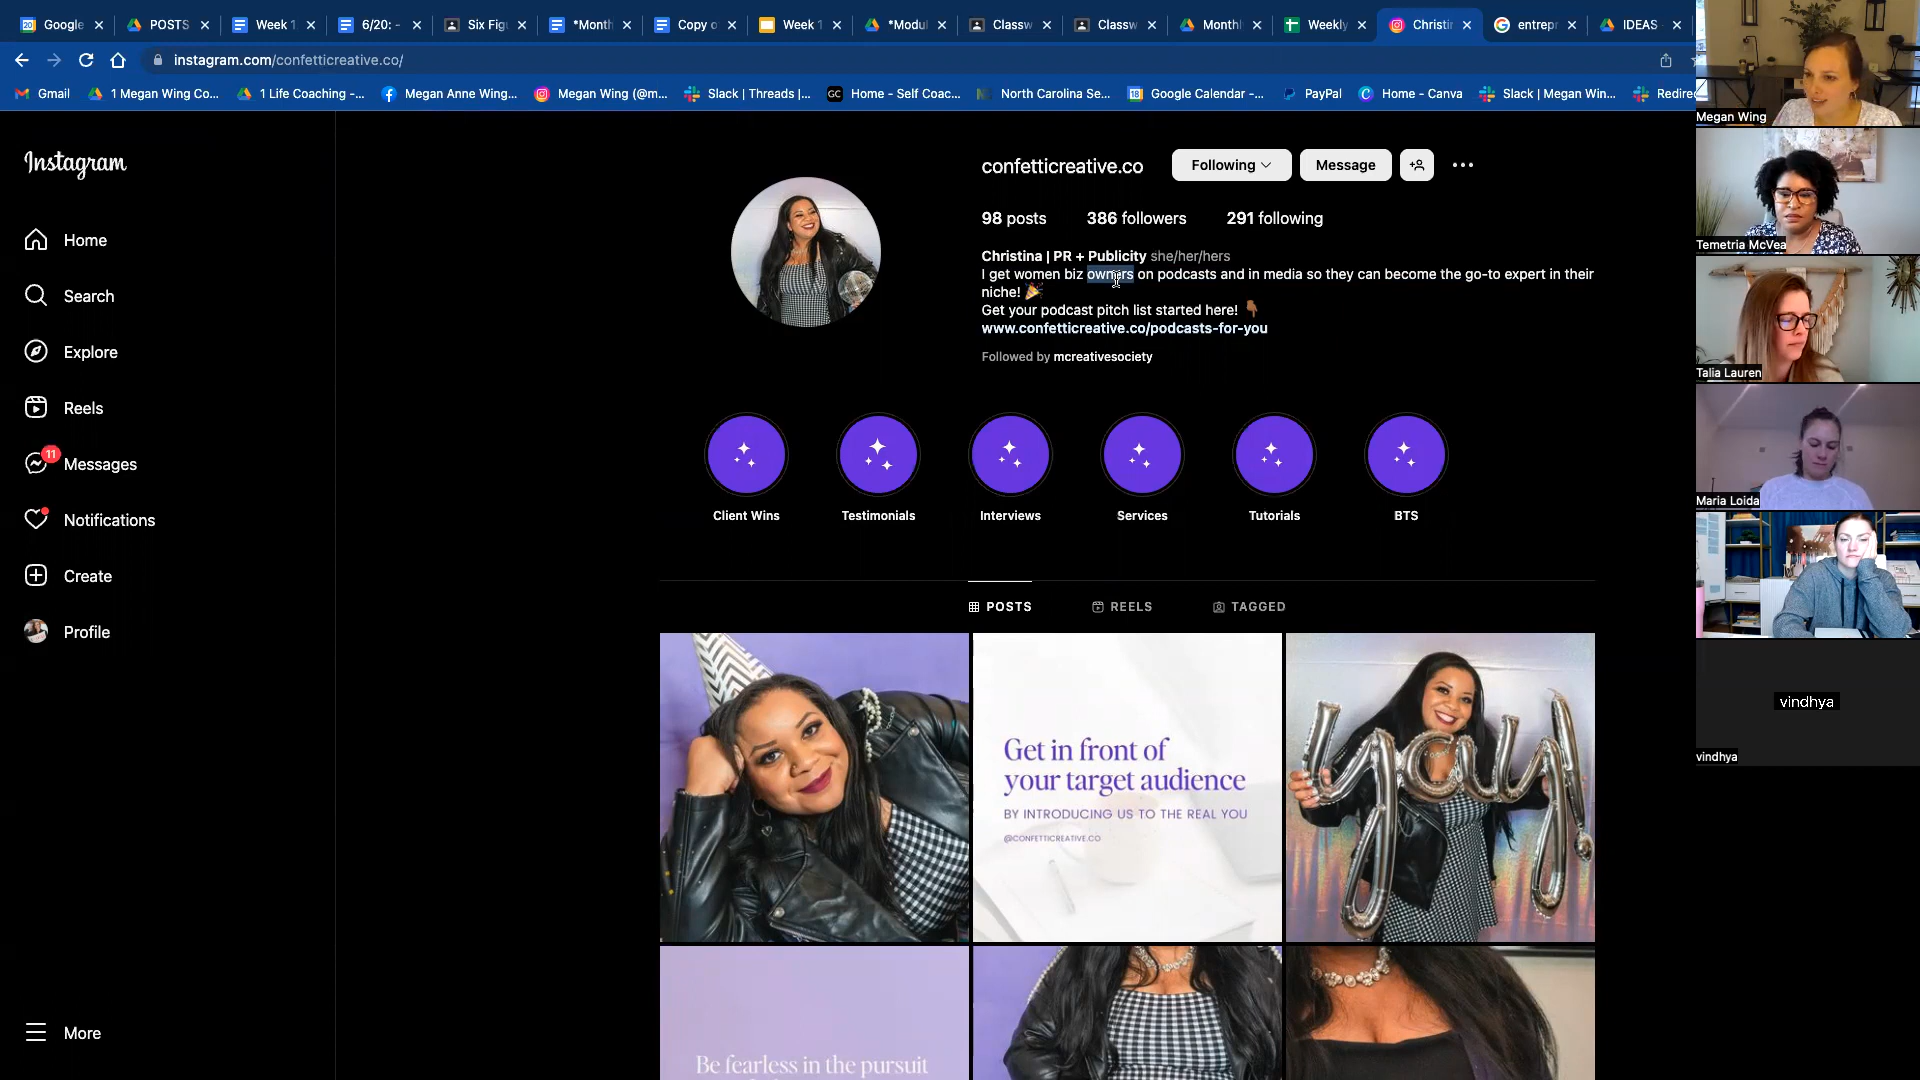 Google
POSTS
Week 1
6/20: -
Six Fig
*Month
Copy o
Week 1
*Modul
Classw
Classw
Month
Weekly
Christin
entrepr
IDEAS
instagram.com/confetticreative.co/
Gmail
1 Megan Wing Co...
1 Life Coaching -...
Megan Anne Wing...
Megan Wing (@m...
Slack | Threads |...
Home - Self Coac...
North Carolina Se...
Google Calendar -...
PayPal
Home - Canva
Slack | Megan Win...
Redirec
Instagram
Home
Search
Explore
Reels
11
Messages
Notifications
Create
Profile
More
confetticreative.co
Following
Message
98 posts
386 followers
291 following
Christina | PR + Publicity she/her/hers
I get women biz owners on podcasts and in media so they can become the go-to expert in their
niche! 🎉
Get your podcast pitch list started here! 👇🏾
www.confetticreative.co/podcasts-for-you
Followed by mcreativesociety
Client Wins
Testimonials
Interviews
Services
Tutorials
BTS
POSTS
REELS
TAGGED
Get in front of
your target audience
BY INTRODUCING US TO THE REAL YOU
@CONFETTICREATIVE.CO
yay!
Be fearless in the pursuit
Megan Wing
Temetria McVea
Talia Lauren
Maria Loida
vindhya
vindhya